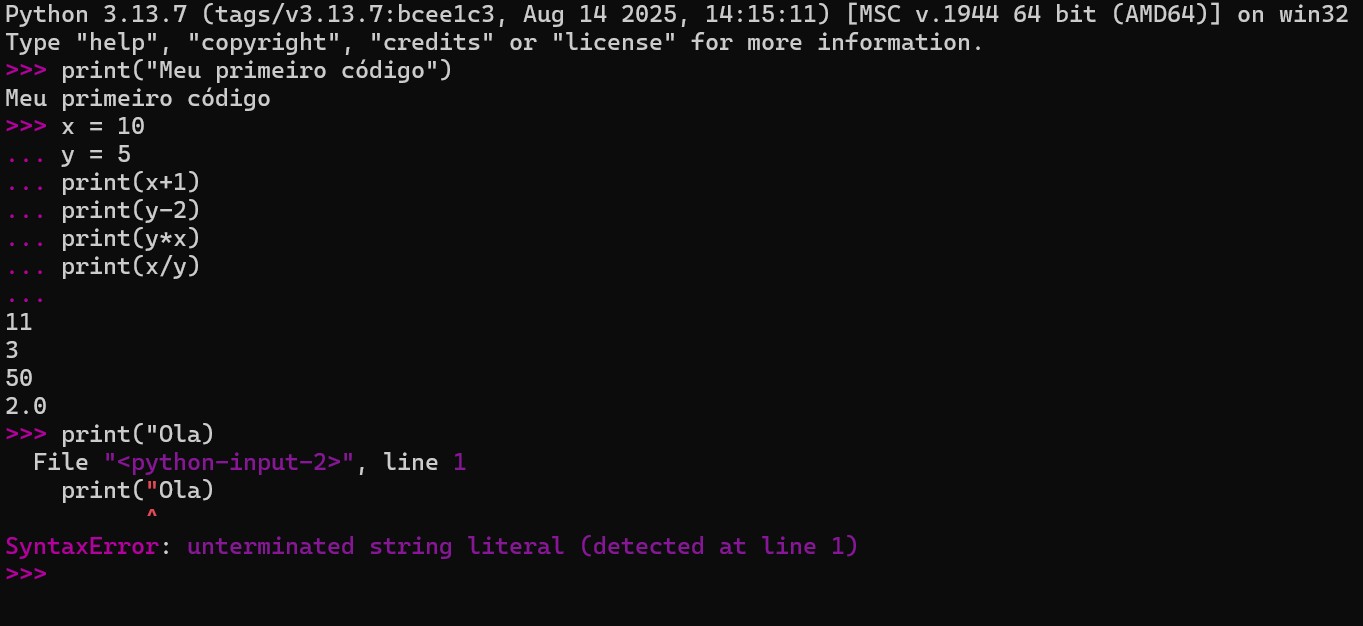 Python 3.13.7 (tags/v3.13.7:bcee1c3, Aug 14 2025, 14:15:11) [MSC v.1944 64 bit (AMD64)] on win32
Type "help", "copyright", "credits" or "license" for more information.
>>> print("Meu primeiro código")
Meu primeiro código
>>> x = 10
... y = 5
... print(x+1)
... print(y-2)
... print(y*x)
... print(x/y)
...
11
3
50
2.0
>>> print("Ola)
  File "<python-input-2>", line 1
    print("Ola)
          ^
SyntaxError: unterminated string literal (detected at line 1)
>>>